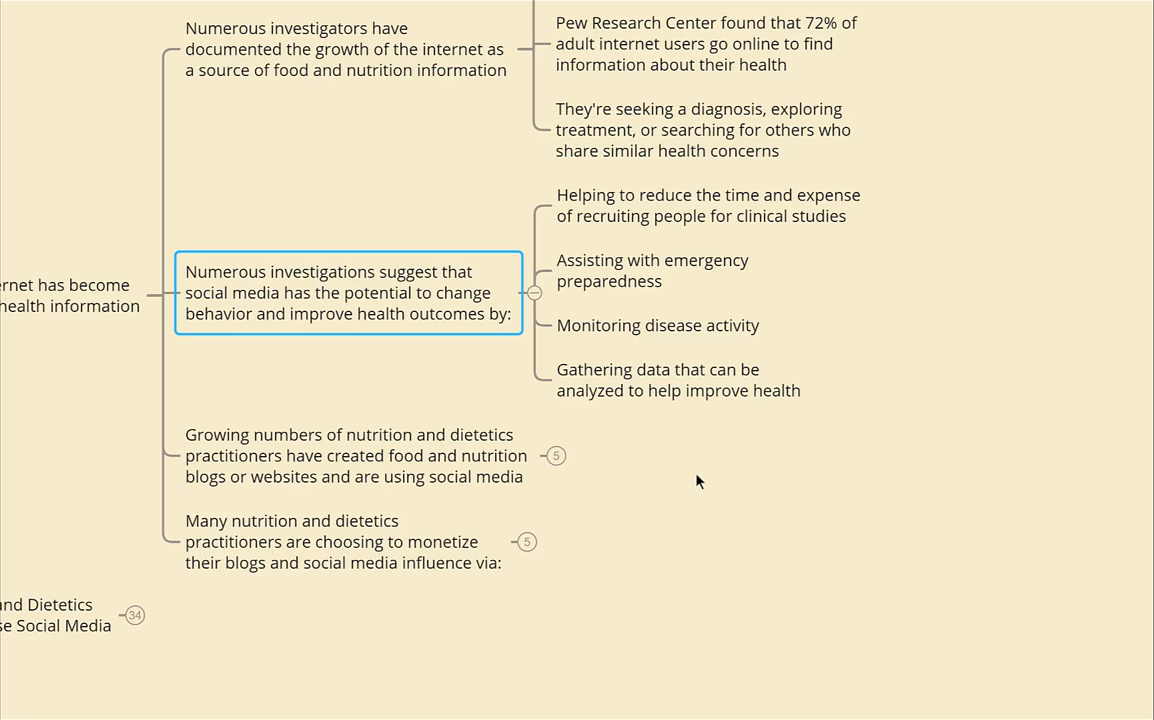 Numerous investigators have
documented the growth of the internet as
a source of food and nutrition information
Pew Research Center found that 72% of
adult internet users go online to find
information about their health
They're seeking a diagnosis, exploring
treatment, or searching for others who
share similar health concerns
ernet has become
health information
Numerous investigations suggest that
social media has the potential to change
behavior and improve health outcomes by:
Helping to reduce the time and expense
of recruiting people for clinical studies
Assisting with emergency
preparedness
Monitoring disease activity
Gathering data that can be
analyzed to help improve health
Growing numbers of nutrition and dietetics
practitioners have created food and nutrition
blogs or websites and are using social media
5
Many nutrition and dietetics
practitioners are choosing to monetize
their blogs and social media influence via:
5
and Dietetics
se Social Media
34